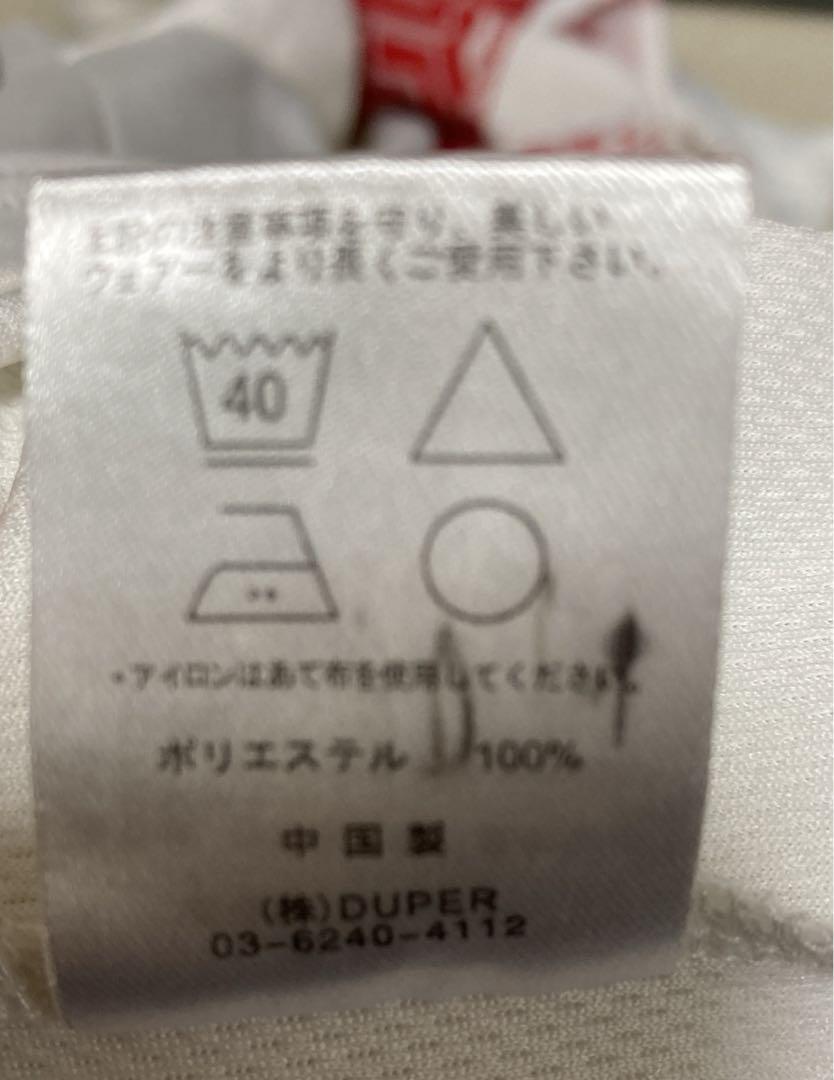 上記の注意事項を守り、美しい
ウェアーをより長くご使用下さい。
40
・アイロンはあて布を使用してください。
ポリエステル 100%
中国製
(株)DUPER
03-6240-4112